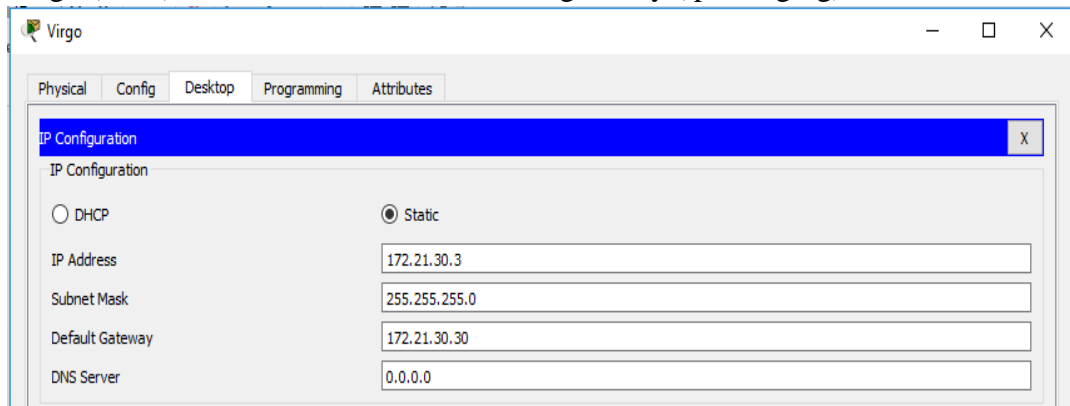 Virgo
Physical Config Desktop Programming Attributes
IP Configuration X
IP Configuration
DHCP Static
IP Address 172.21.30.3
Subnet Mask 255.255.255.0
Default Gateway 172.21.30.30
DNS Server 0.0.0.0